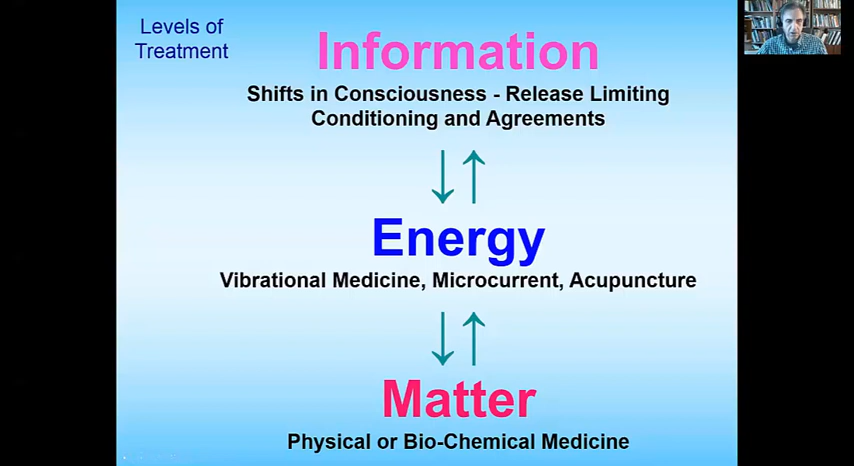 Levels of
Treatment
Information
Shifts in Consciousness - Release Limiting
Conditioning and Agreements
Energy
Vibrational Medicine, Microcurrent, Acupuncture
Matter
Physical or Bio-Chemical Medicine